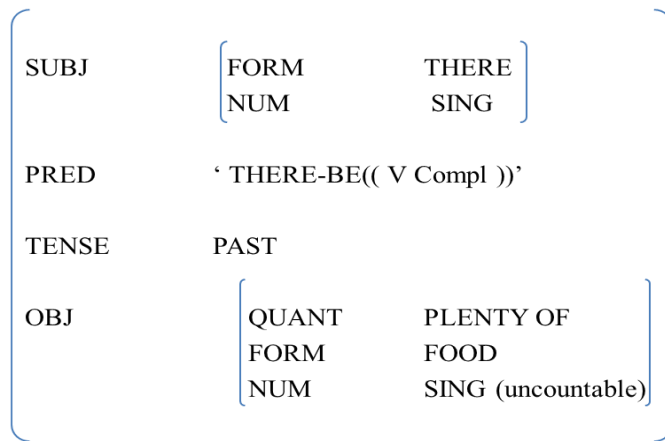 SUBJ FORM THERE
NUM SING
PRED ‘ THERE-BE(( V Compl ))’
TENSE PAST
OBJ QUANT PLENTY OF
FORM FOOD
NUM SING (uncountable)